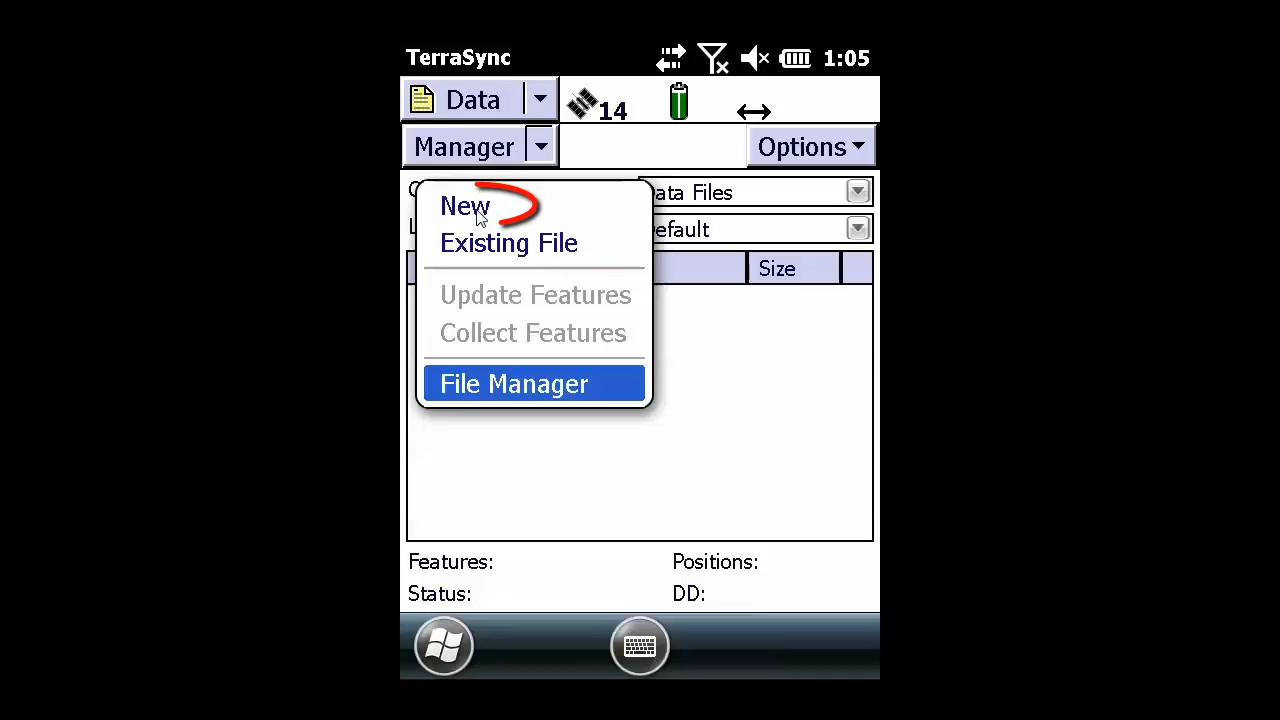 TerraSync 1:05
Data 14
Manager Options
New
Existing File
Update Features
Collect Features
File Manager
ata Files
efault
Size
Features: Positions:
Status: DD: